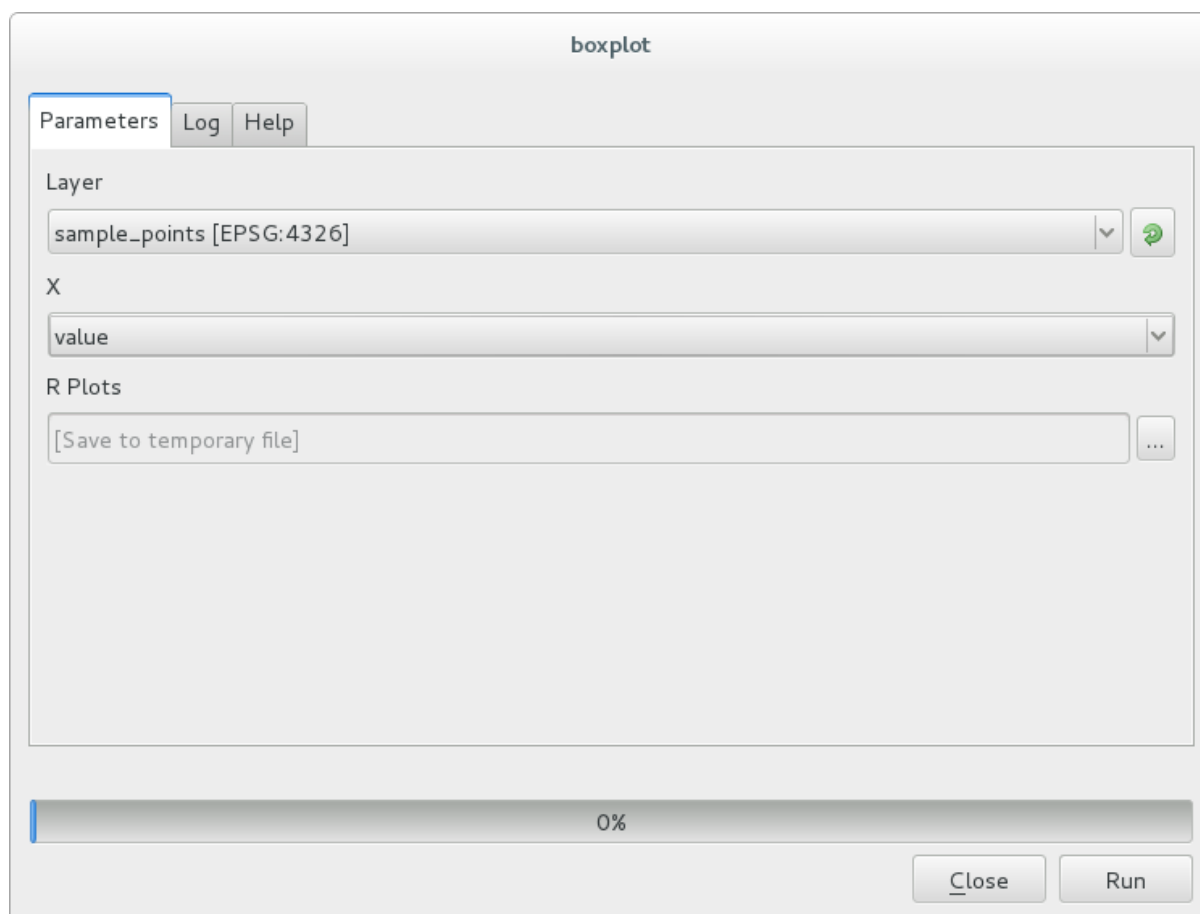 boxplot
Parameters Log Help
Layer
sample_points [EPSG:4326]
X
value
R Plots
[Save to temporary file] ...
0%
Close Run